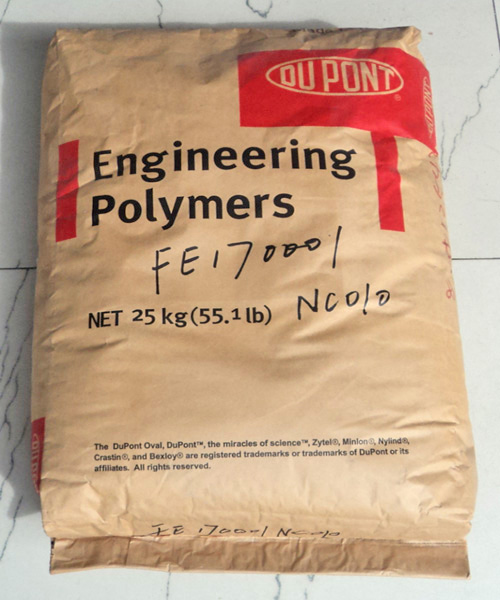 DUPONT
®
Engineering
Polymers
FE170001
NC010
NET 25 kg (55.1 lb)
The DuPont Oval, DuPont™, the miracles of science™, Zytel®, Minlon®, Nylind®,
Crastin®, and Bexloy® are registered trademarks or trademarks of DuPont or its
affiliates. All rights reserved.
FE 170001 NC010